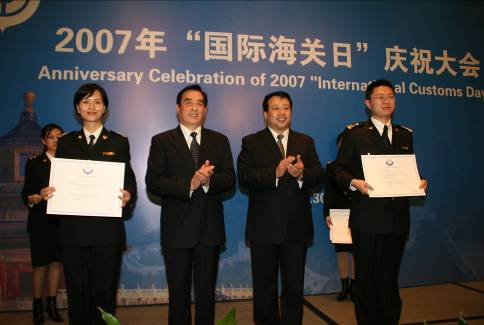 2007年“国际海关日”庆祝大会
Anniversary Celebration of 2007 "International Customs Day